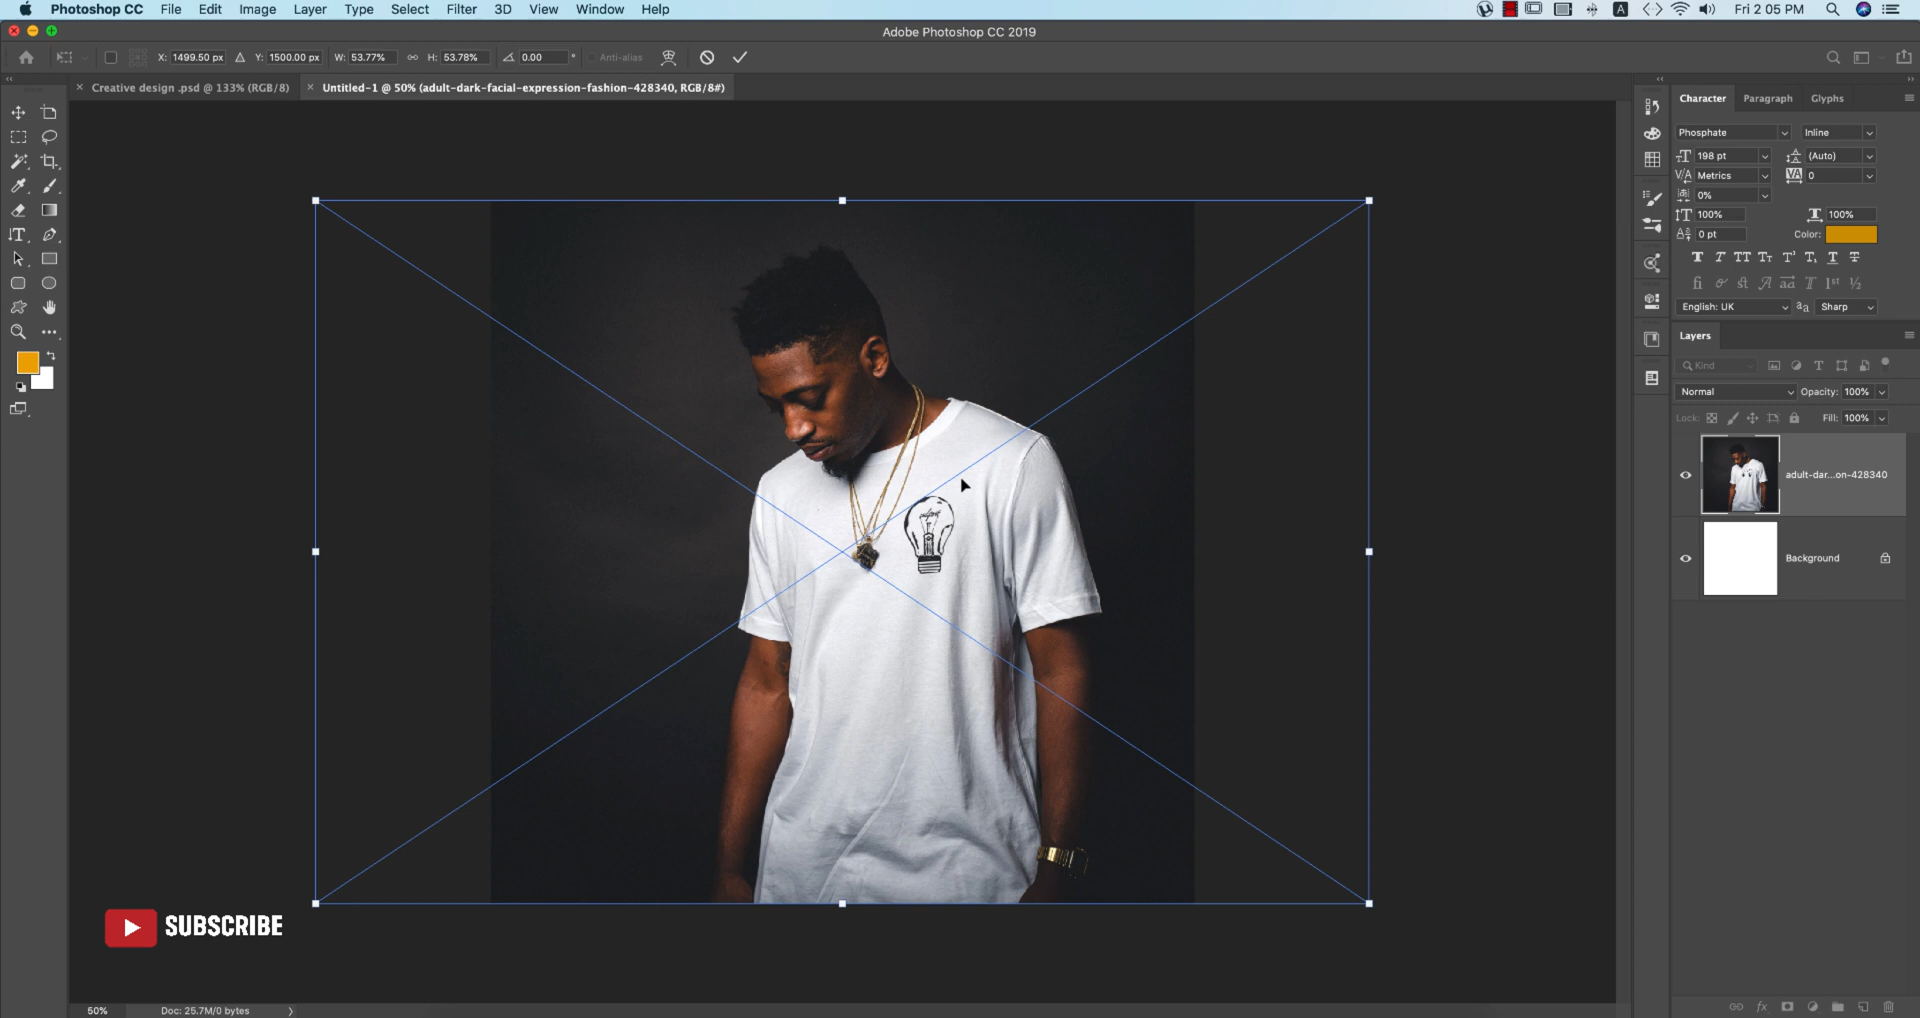 Photoshop CC File Edit Image Layer Type Select Filter 3D View Window Help Fri 2 05 PM
Adobe Photoshop CC 2019
X: 1499.50 px Y: 1500.00 px W: 53.77% H: 53.78% 0.00 ° Anti-alias
Creative design .psd @ 133% (RGB/8) Untitled-1 @ 50% (adult-dark-facial-expression-fashion-428340, RGB/8#)
Character Paragraph Glyphs
Phosphate Inline
198 pt (Auto)
Metrics 0
0%
100% 100%
0 pt Color:
English: UK Sharp
Layers
Kind
Normal Opacity: 100%
Lock: Fill: 100%
adult-dar...on-428340
Background
SUBSCRIBE
50% Doc: 25.7M/0 bytes